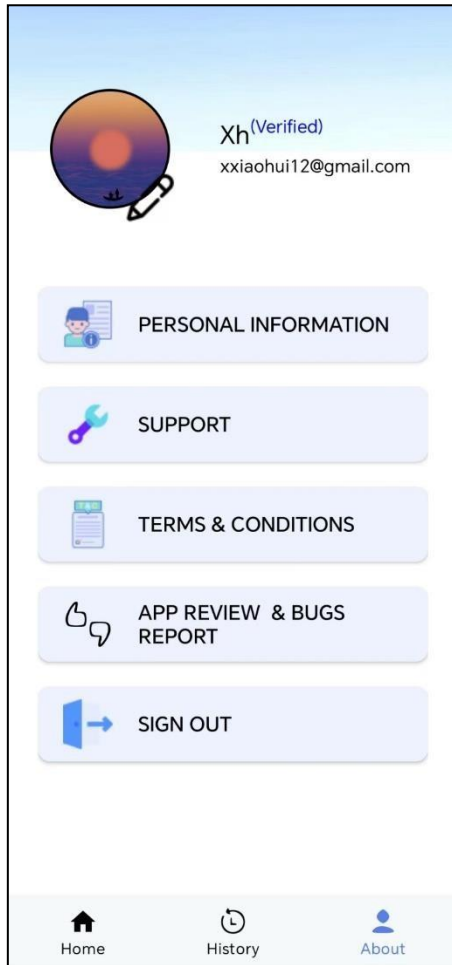 Xh(Verified)
xxiaohui12@gmail.com
PERSONAL INFORMATION
SUPPORT
T&C
TERMS & CONDITIONS
APP REVIEW & BUGS
REPORT
SIGN OUT
Home History About